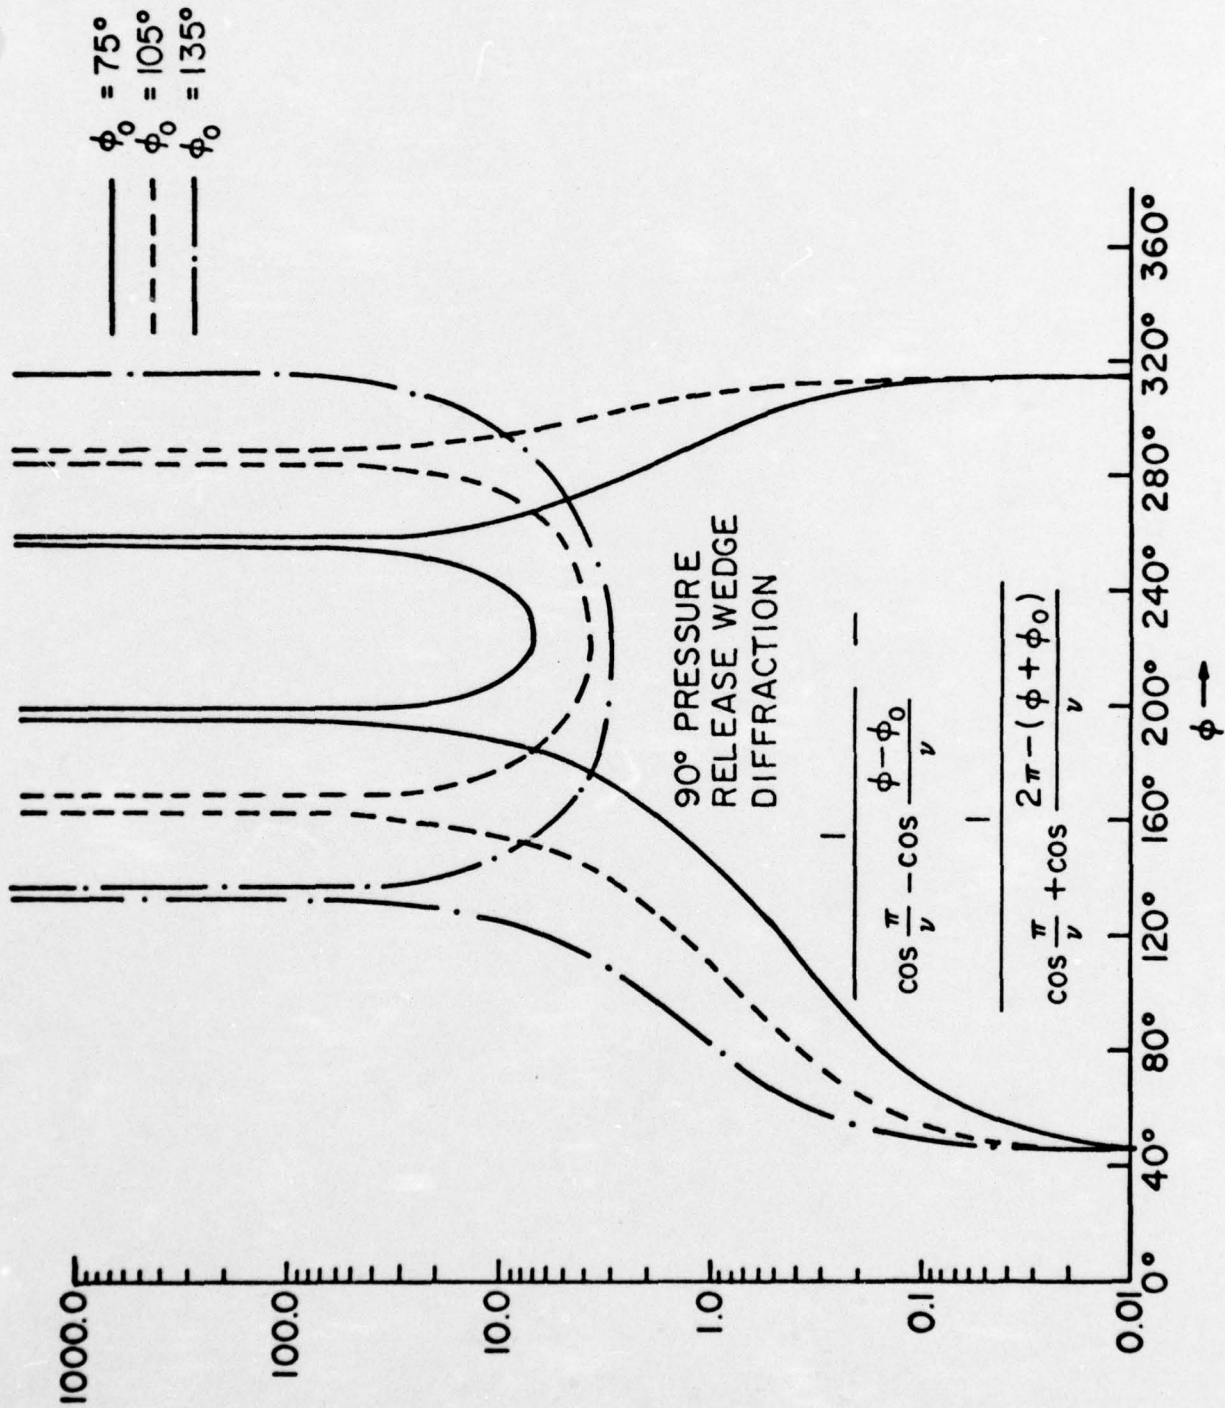 ϕ₀ = 75°
ϕ₀ = 105°
ϕ₀ = 135°
1000.0
100.0
10.0
1.0
0.1
0.01
90° PRESSURE
RELEASE WEDGE
DIFFRACTION
1
cos π/ν - cos (ϕ-ϕ₀)/ν
—
1
cos π/ν + cos (2π-(ϕ+ϕ₀))/ν
0° 40° 80° 120° 160° 200° 240° 280° 320° 360°
ϕ →